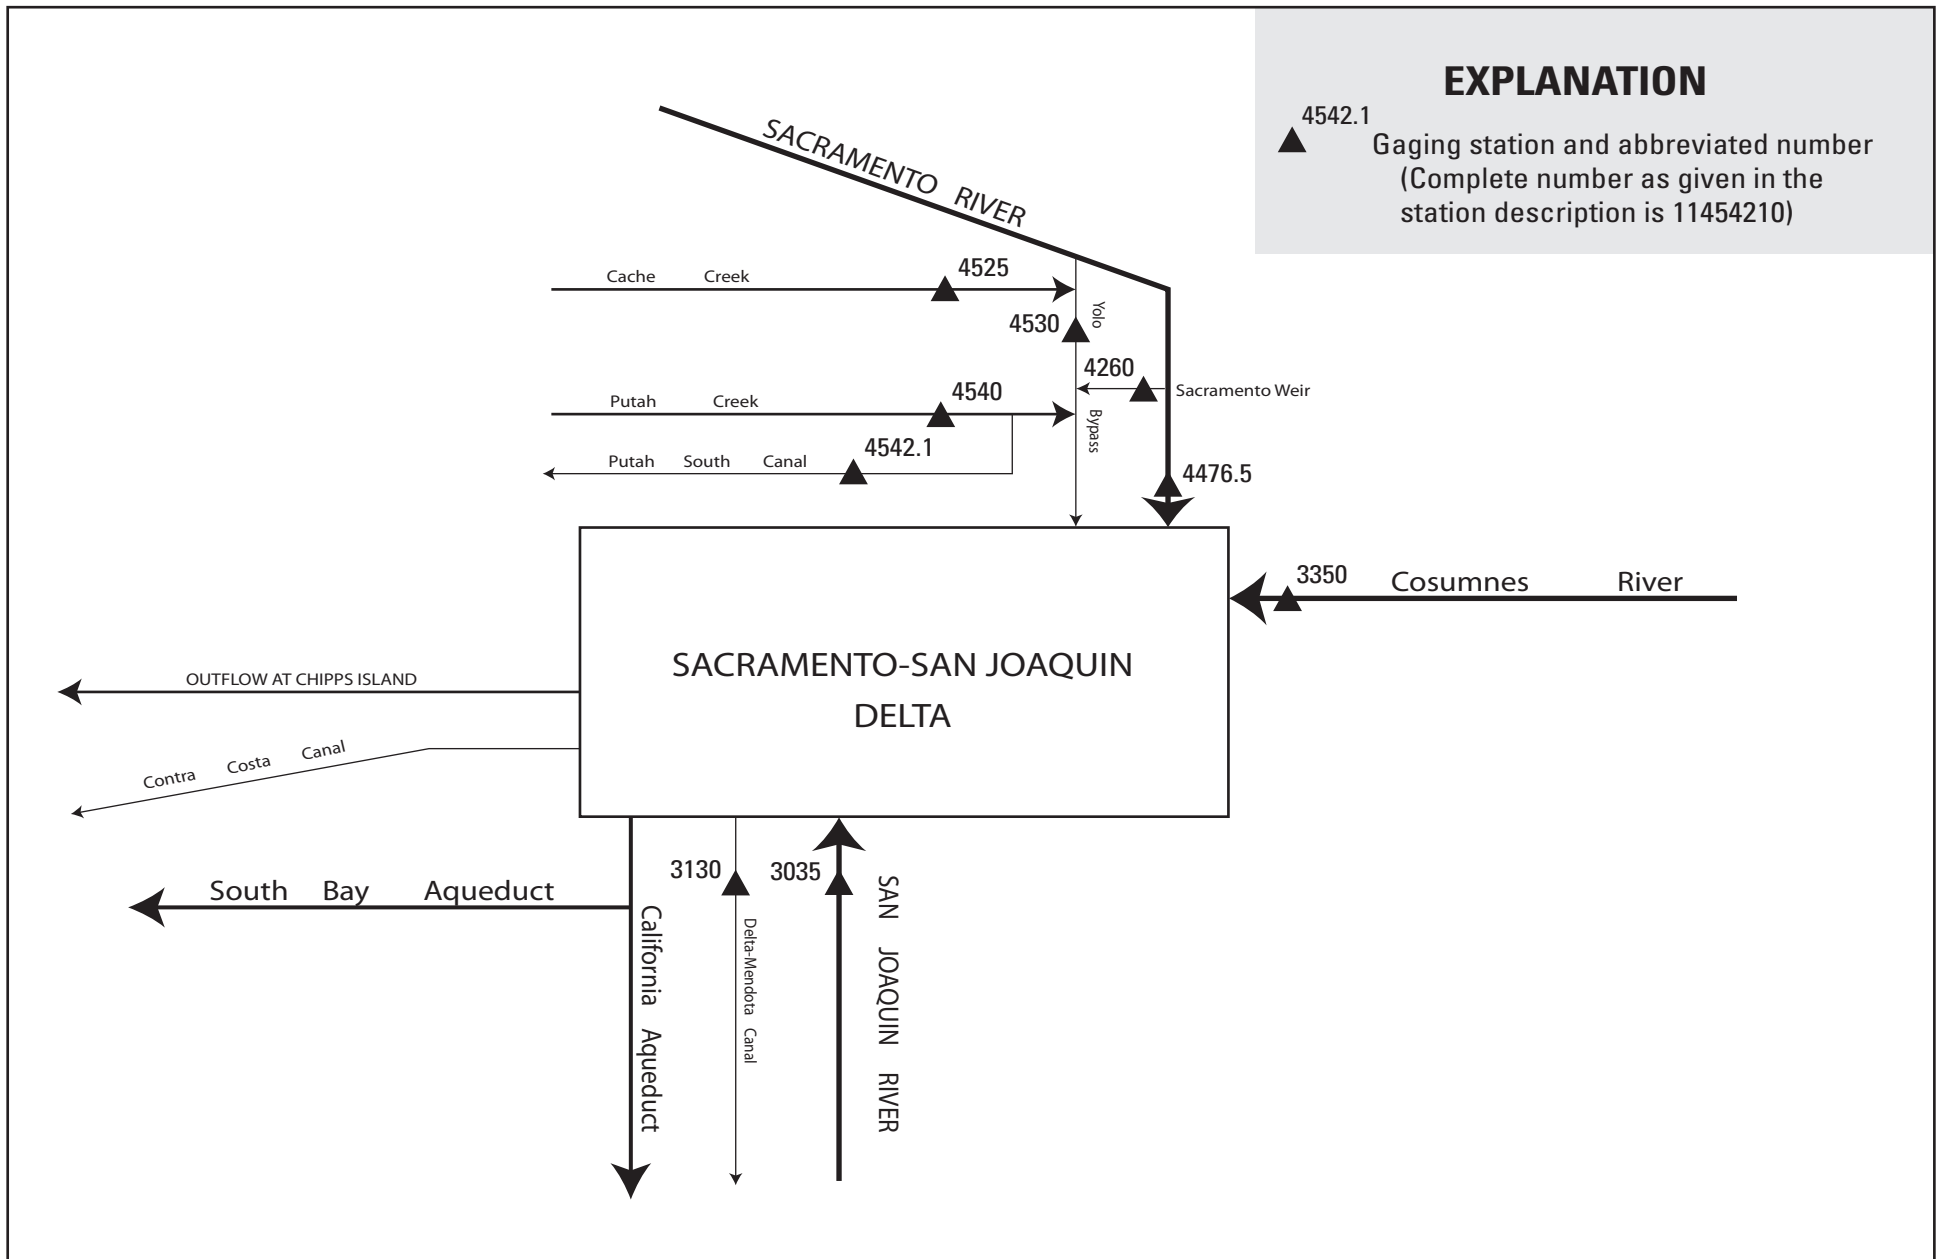 EXPLANATION
4542.1
Gaging station and abbreviated number
(Complete number as given in the
station description is 11454210)
SACRAMENTO RIVER
Cache Creek
4525
4530
Yolo
Bypass
4260
Sacramento Weir
Putah Creek
4540
Putah South Canal
4542.1
4476.5
3350
Cosumnes River
SACRAMENTO-SAN JOAQUIN
DELTA
OUTFLOW AT CHIPPS ISLAND
Contra Costa Canal
South Bay Aqueduct
California Aqueduct
3130
Delta-Mendota Canal
3035
SAN JOAQUIN RIVER